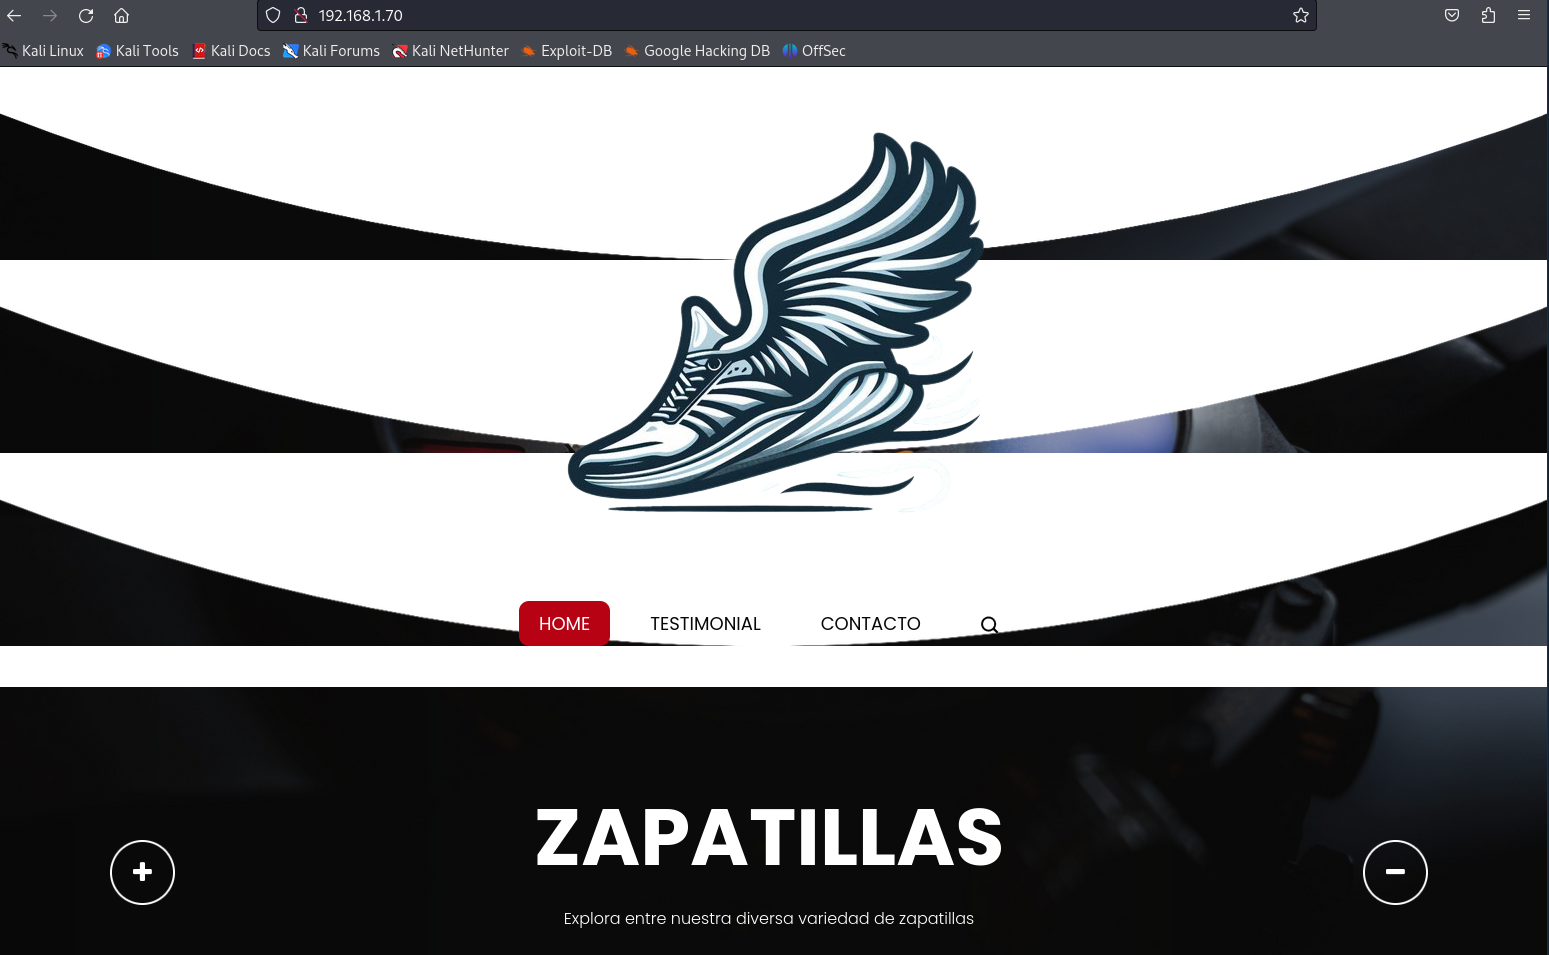 192.168.1.70
Kali Linux Kali Tools Kali Docs Kali Forums Kali NetHunter Exploit-DB Google Hacking DB OffSec
HOME TESTIMONIAL CONTACTO
ZAPATILLAS
Explora entre nuestra diversa variedad de zapatillas